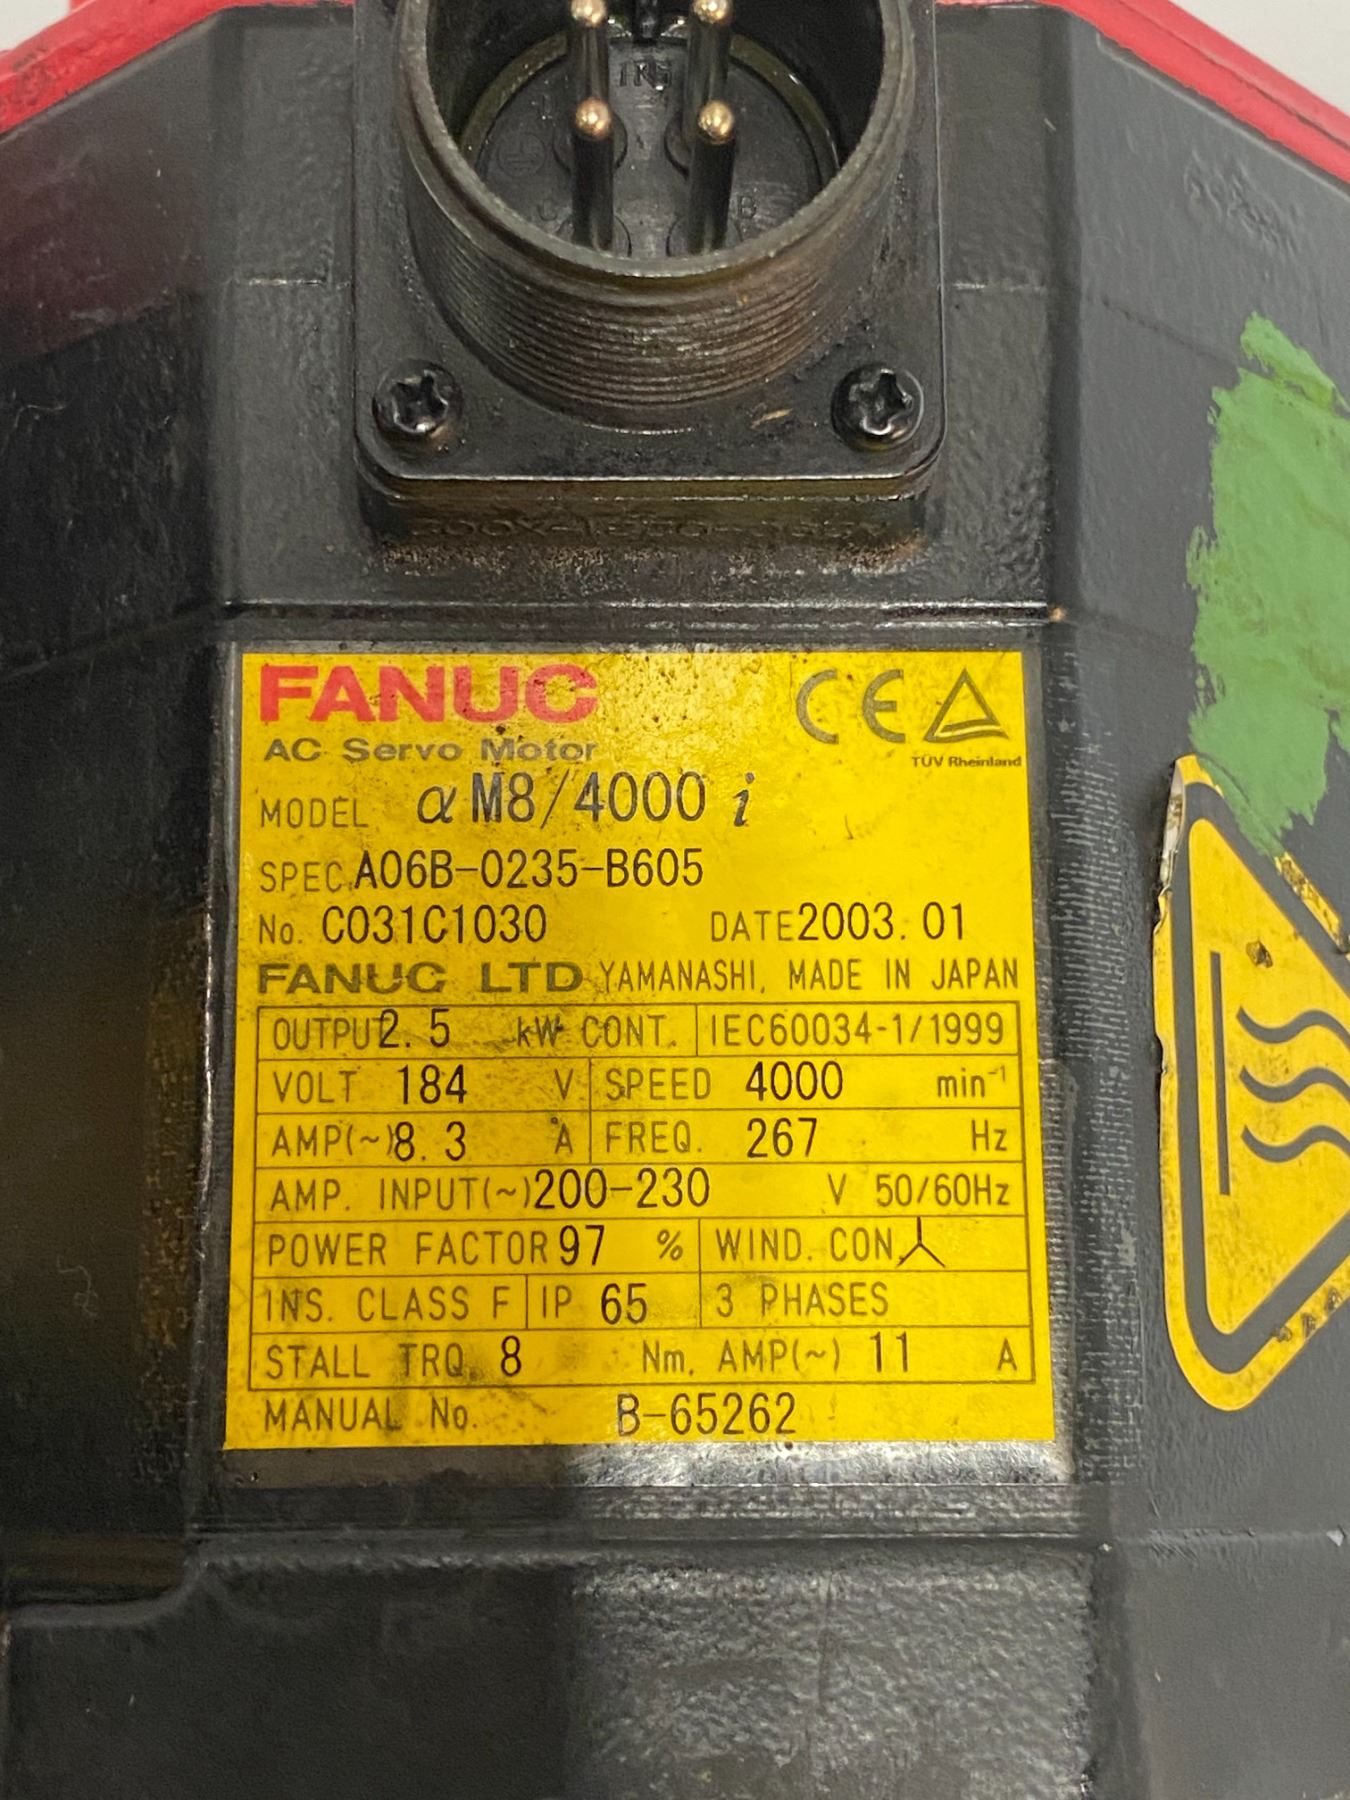 C
B
FANUC
AC Servo Motor
CE
TÜV Rheinland
MODEL α M8/4000 i
SPEC. A06B-0235-B605
No. C031C1030 DATE 2003.01
FANUC LTD YAMANASHI, MADE IN JAPAN
OUTPUT 2.5 kW CONT. IEC60034-1/1999
VOLT 184 V SPEED 4000 min⁻¹
AMP(~) 8.3 A FREQ. 267 Hz
AMP. INPUT(~) 200-230 V 50/60Hz
POWER FACTOR 97 % WIND. CON.
INS. CLASS F IP 65 3 PHASES
STALL TRQ 8 Nm, AMP(~) 11 A
MANUAL No. B-65262